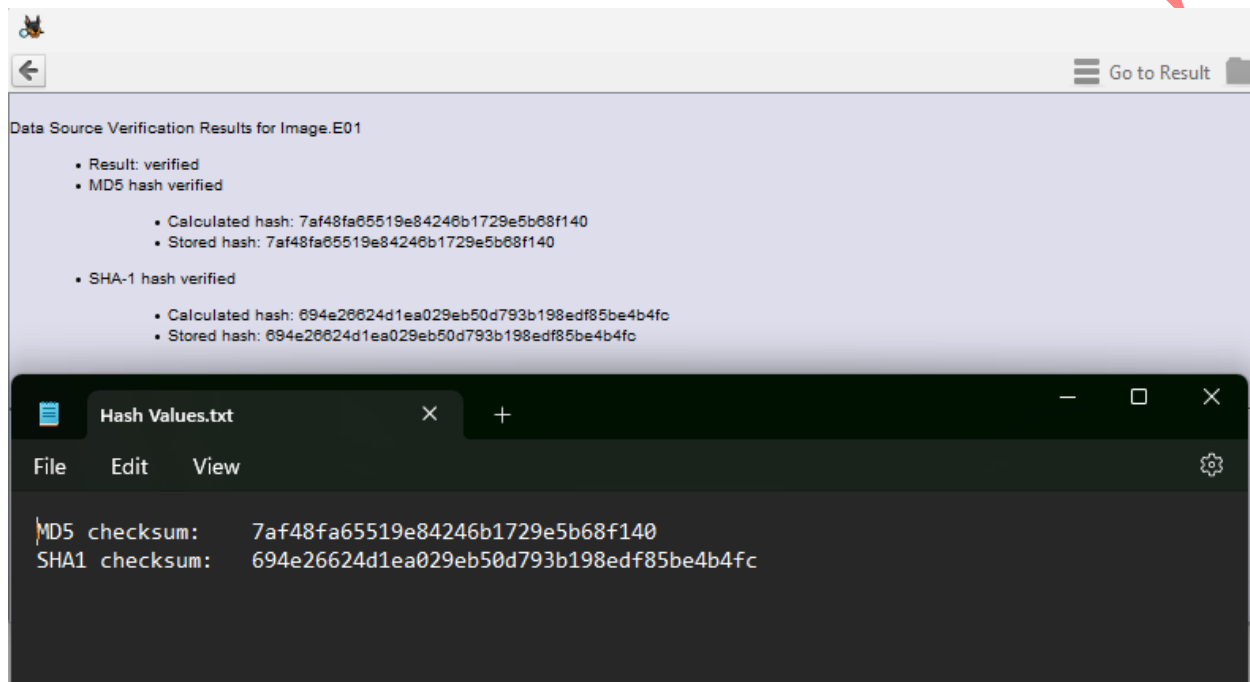 Go to Result
Data Source Verification Results for Image.E01
• Result: verified
• MD5 hash verified
• Calculated hash: 7af48fa65519e84246b1729e5b68f140
• Stored hash: 7af48fa65519e84246b1729e5b68f140
• SHA-1 hash verified
• Calculated hash: 694e26624d1ea029eb50d793b198edf85be4b4fc
• Stored hash: 694e26624d1ea029eb50d793b198edf85be4b4fc
Hash Values.txt
File Edit View
MD5 checksum: 7af48fa65519e84246b1729e5b68f140
SHA1 checksum: 694e26624d1ea029eb50d793b198edf85be4b4fc